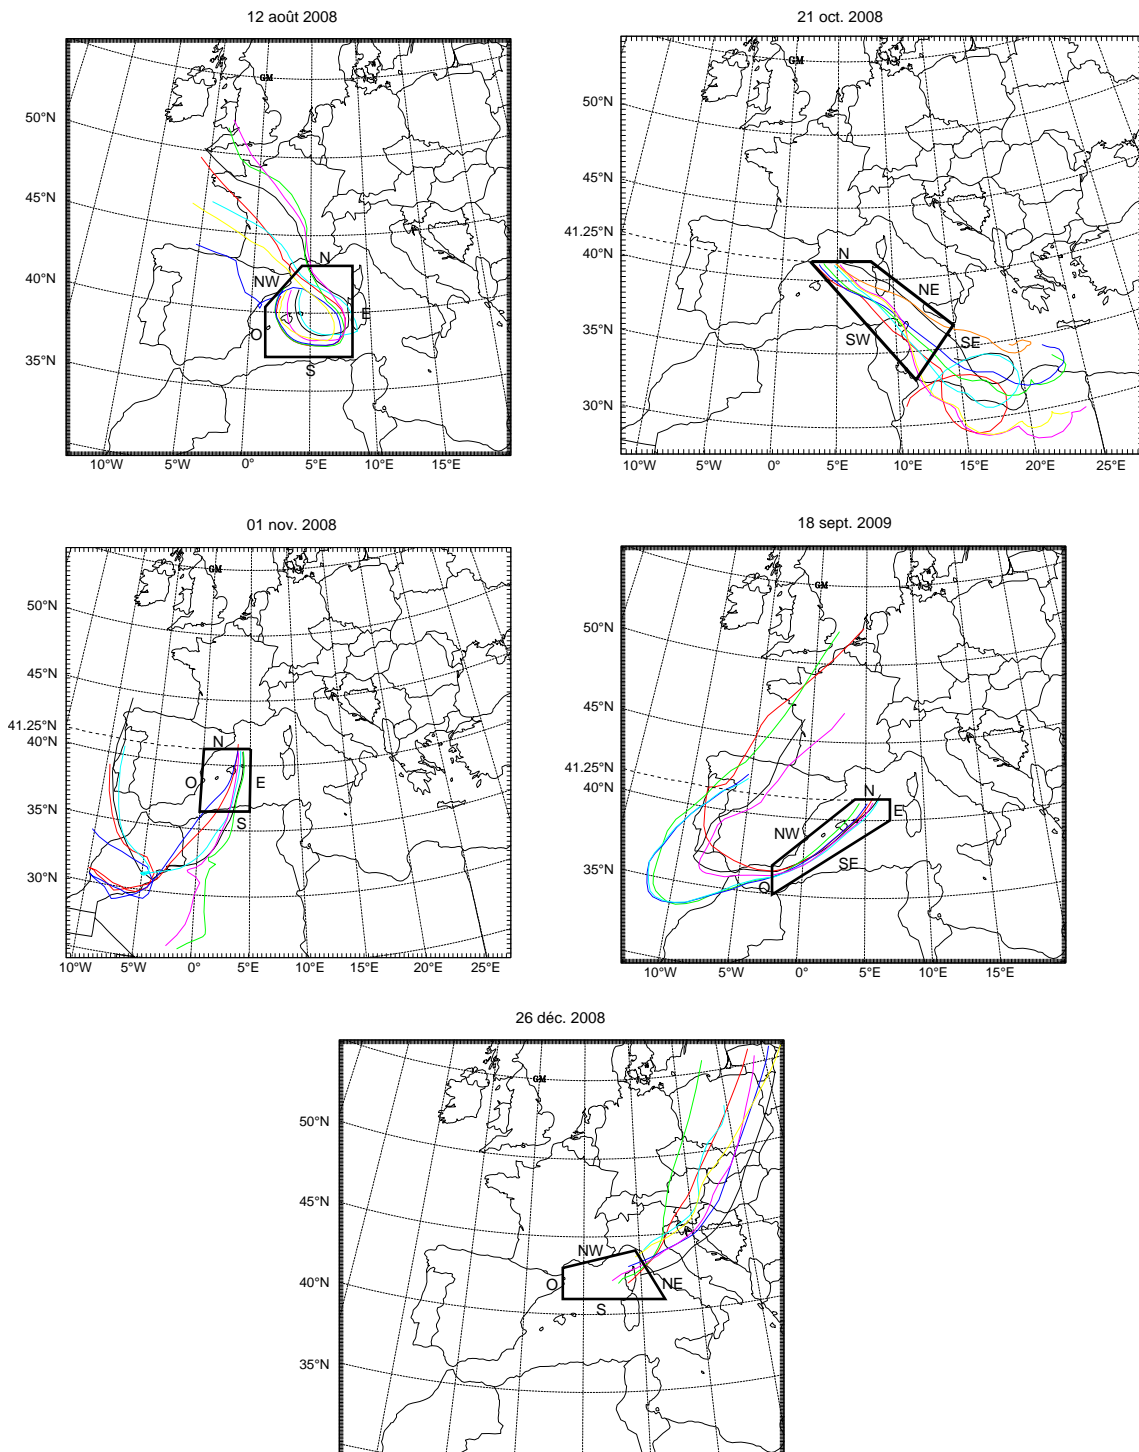 12 août 2008
GM
50°N
45°N
40°N
35°N
N
NW
O
E
S
10°W 5°W 0° 5°E 10°E 15°E
21 oct. 2008
GM
50°N
45°N
41.25°N
40°N
35°N
30°N
N
NE
SW
SE
10°W 5°W 0° 5°E 10°E 15°E 20°E 25°E
01 nov. 2008
GM
50°N
45°N
41.25°N
40°N
35°N
30°N
N
O
E
S
10°W 5°W 0° 5°E 10°E 15°E 20°E 25°E
18 sept. 2009
GM
50°N
45°N
41.25°N
40°N
35°N
N
E
NW
SE
O
10°W 5°W 0° 5°E 10°E 15°E
26 déc. 2008
GM
50°N
45°N
40°N
35°N
NW
O
NE
S